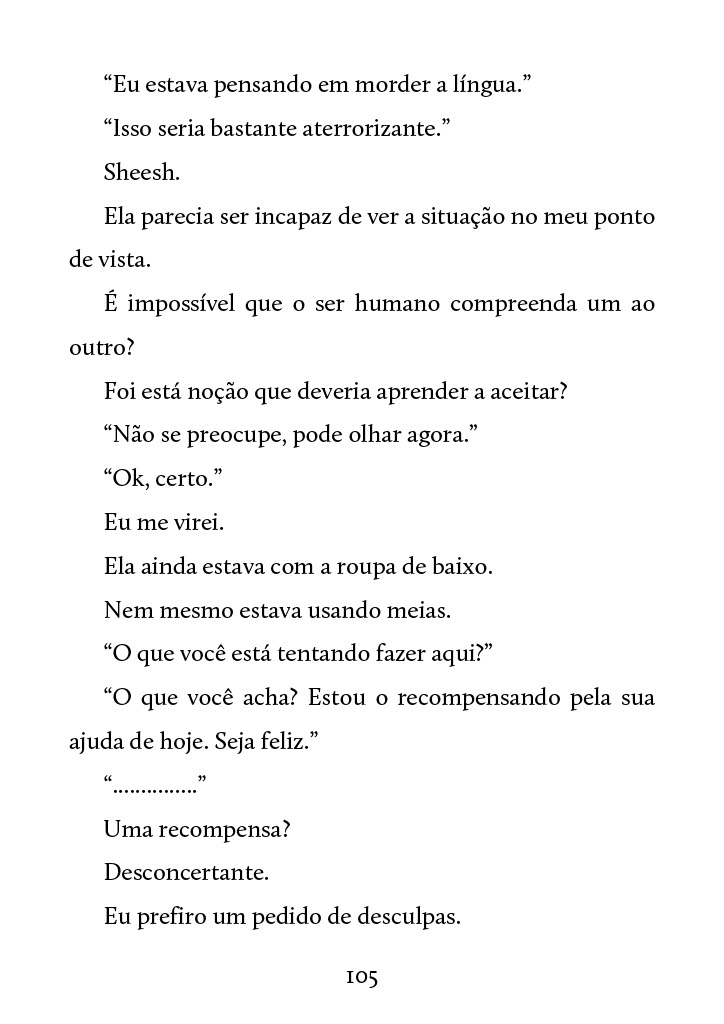 “Eu estava pensando em morder a língua.”
“Isso seria bastante aterrorizante.”
Sheesh.
Ela parecia ser incapaz de ver a situação no meu ponto
de vista.
É impossível que o ser humano compreenda um ao
outro?
Foi está noção que deveria aprender a aceitar?
“Não se preocupe, pode olhar agora.”
“Ok, certo.”
Eu me virei.
Ela ainda estava com a roupa de baixo.
Nem mesmo estava usando meias.
“O que você está tentando fazer aqui?”
“O que você acha? Estou o recompensando pela sua
ajuda de hoje. Seja feliz.”
“...............”
Uma recompensa?
Desconcertante.
Eu prefiro um pedido de desculpas.
105